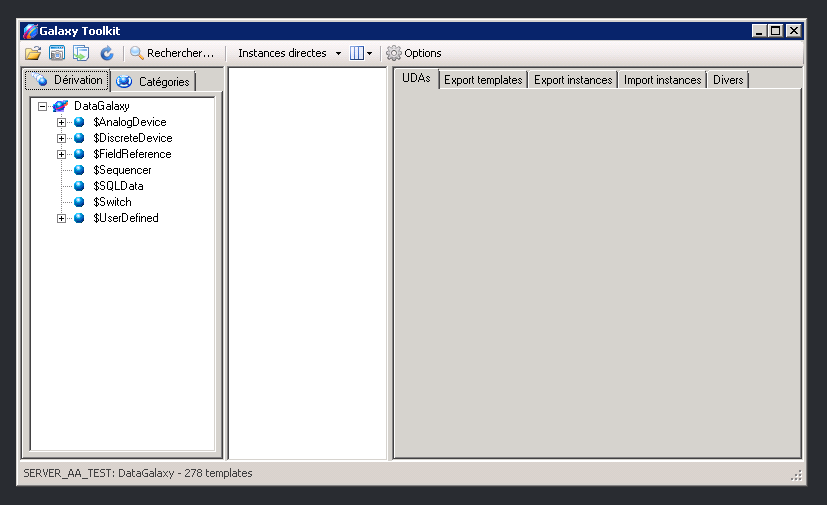 Galaxy Toolkit
Rechercher... Instances directes Options
Dérivation Catégories
UDAs Export templates Export instances Import instances Divers
DataGalaxy
$AnalogDevice
$DiscreteDevice
$FieldReference
$Sequencer
$SQLData
$Switch
$UserDefined
SERVER_AA_TEST: DataGalaxy - 278 templates